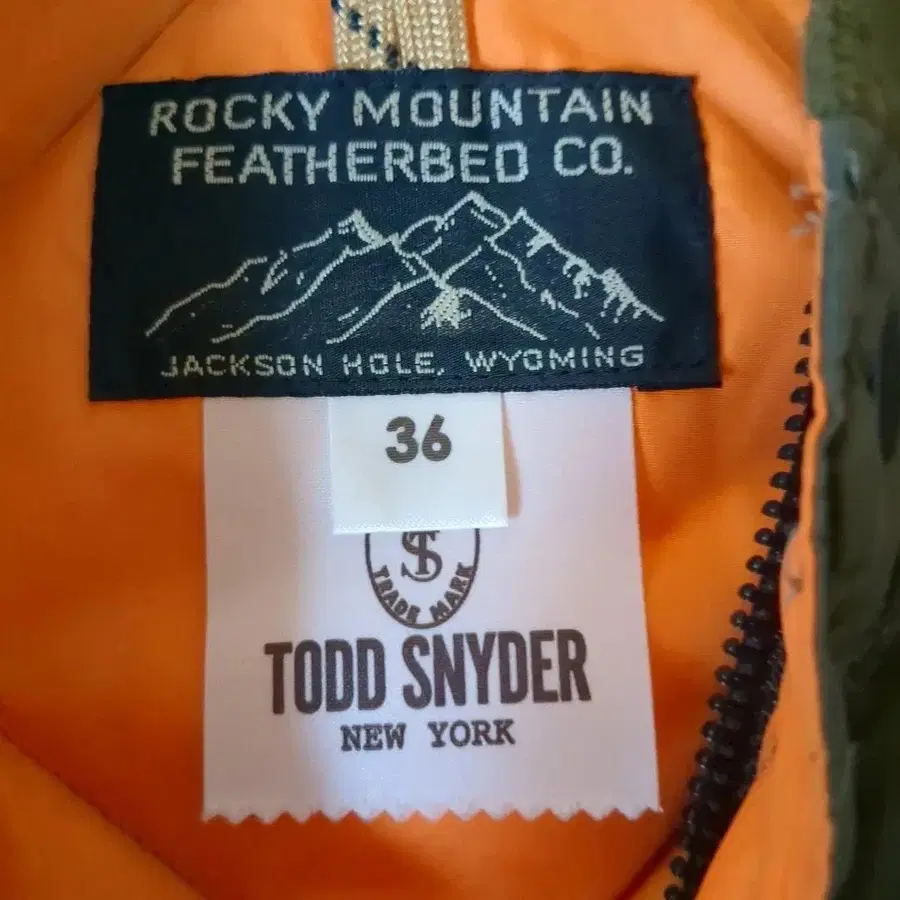 ROCKY MOUNTAIN
FEATHERBED CO.
JACKSON HOLE, WYOMING
36
TS
TRADE MARK
TODD SNYDER
NEW YORK